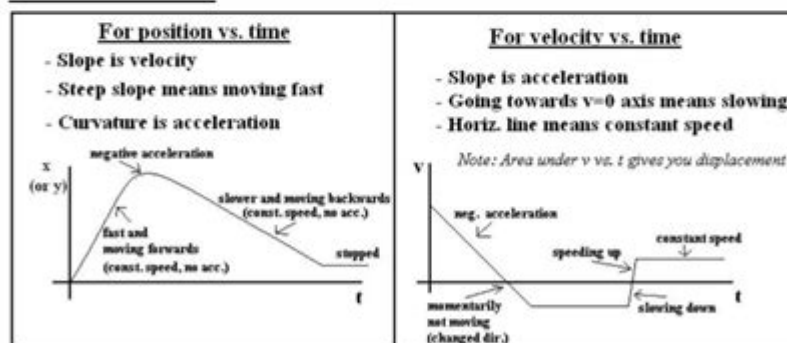 For position vs. time
- Slope is velocity
- Steep slope means moving fast
- Curvature is acceleration
negative acceleration
x
(or y)
slower and moving backwards
(const. speed, no acc.)
fast and
moving forwards
(const. speed, no acc.)
stopped
t
For velocity vs. time
- Slope is acceleration
- Going towards v=0 axis means slowing
- Horiz. line means constant speed
Note: Area under v vs. t gives you displacement
v
neg. acceleration
speeding up
constant speed
momentarily
not moving
(changed dir.)
slowing down
t